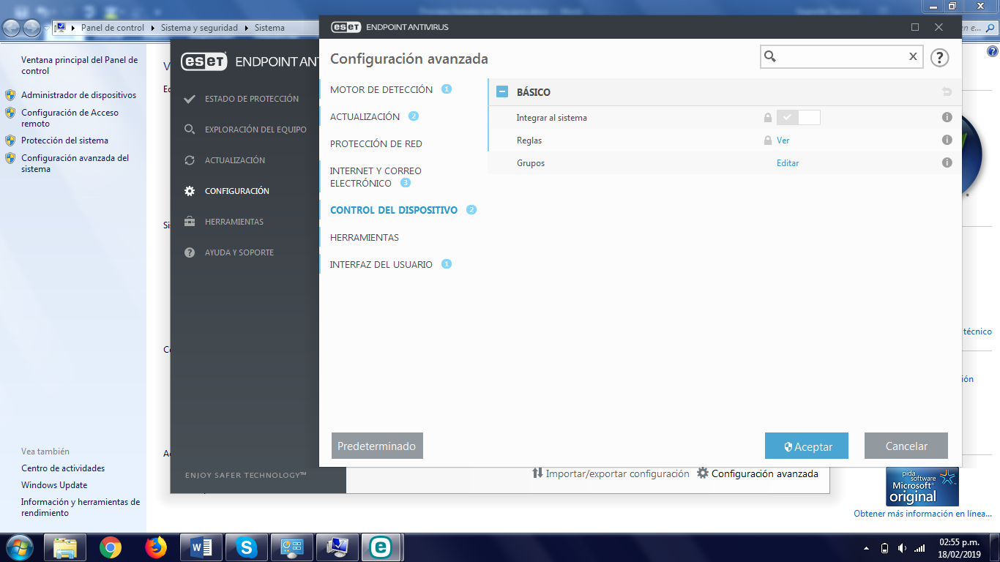 Panel de control
Sistema y seguridad
Sistema
Ventana principal del Panel de
control
Administrador de dispositivos
Configuración de Acceso
remoto
Protección del sistema
Configuración avanzada del
sistema
Vea también
Centro de actividades
Windows Update
Información y herramientas de
rendimiento
eset ENDPOINT ANT
ESTADO DE PROTECCIÓN
EXPLORACIÓN DEL EQUIPO
ACTUALIZACIÓN
CONFIGURACIÓN
HERRAMIENTAS
AYUDA Y SOPORTE
ENJOY SAFER TECHNOLOGY™
eset ENDPOINT ANTIVIRUS
Configuración avanzada
x
?
MOTOR DE DETECCIÓN 1
ACTUALIZACIÓN 2
PROTECCIÓN DE RED
INTERNET Y CORREO
ELECTRÓNICO 3
CONTROL DEL DISPOSITIVO 2
HERRAMIENTAS
INTERFAZ DEL USUARIO 1
BÁSICO
Integrar al sistema
Reglas Ver
Grupos Editar
Predeterminado
Aceptar
Cancelar
Importar/exportar configuración
Configuración avanzada
técnico
ión
pida
software
Microsoft®
original
Obtener más información en línea...
02:55 p.m.
18/02/2019